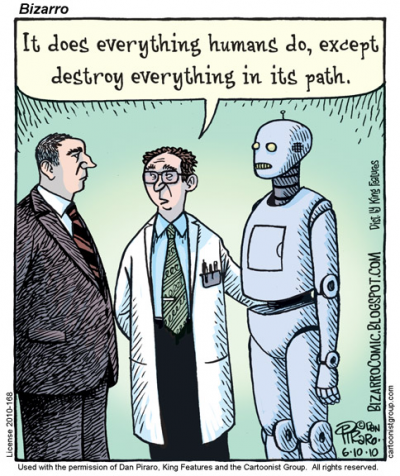 Bizarro
It does everything humans do, except
destroy everything in its path.
Dist. by King Features
BIZARROCOMIC.BLOGSPOT.COM
©DAN
PIRARO.
6-10-10
License 2010-168
cartoonistgroup.com
Used with the permission of Dan Piraro, King Features and the Cartoonist Group. All rights reserved.